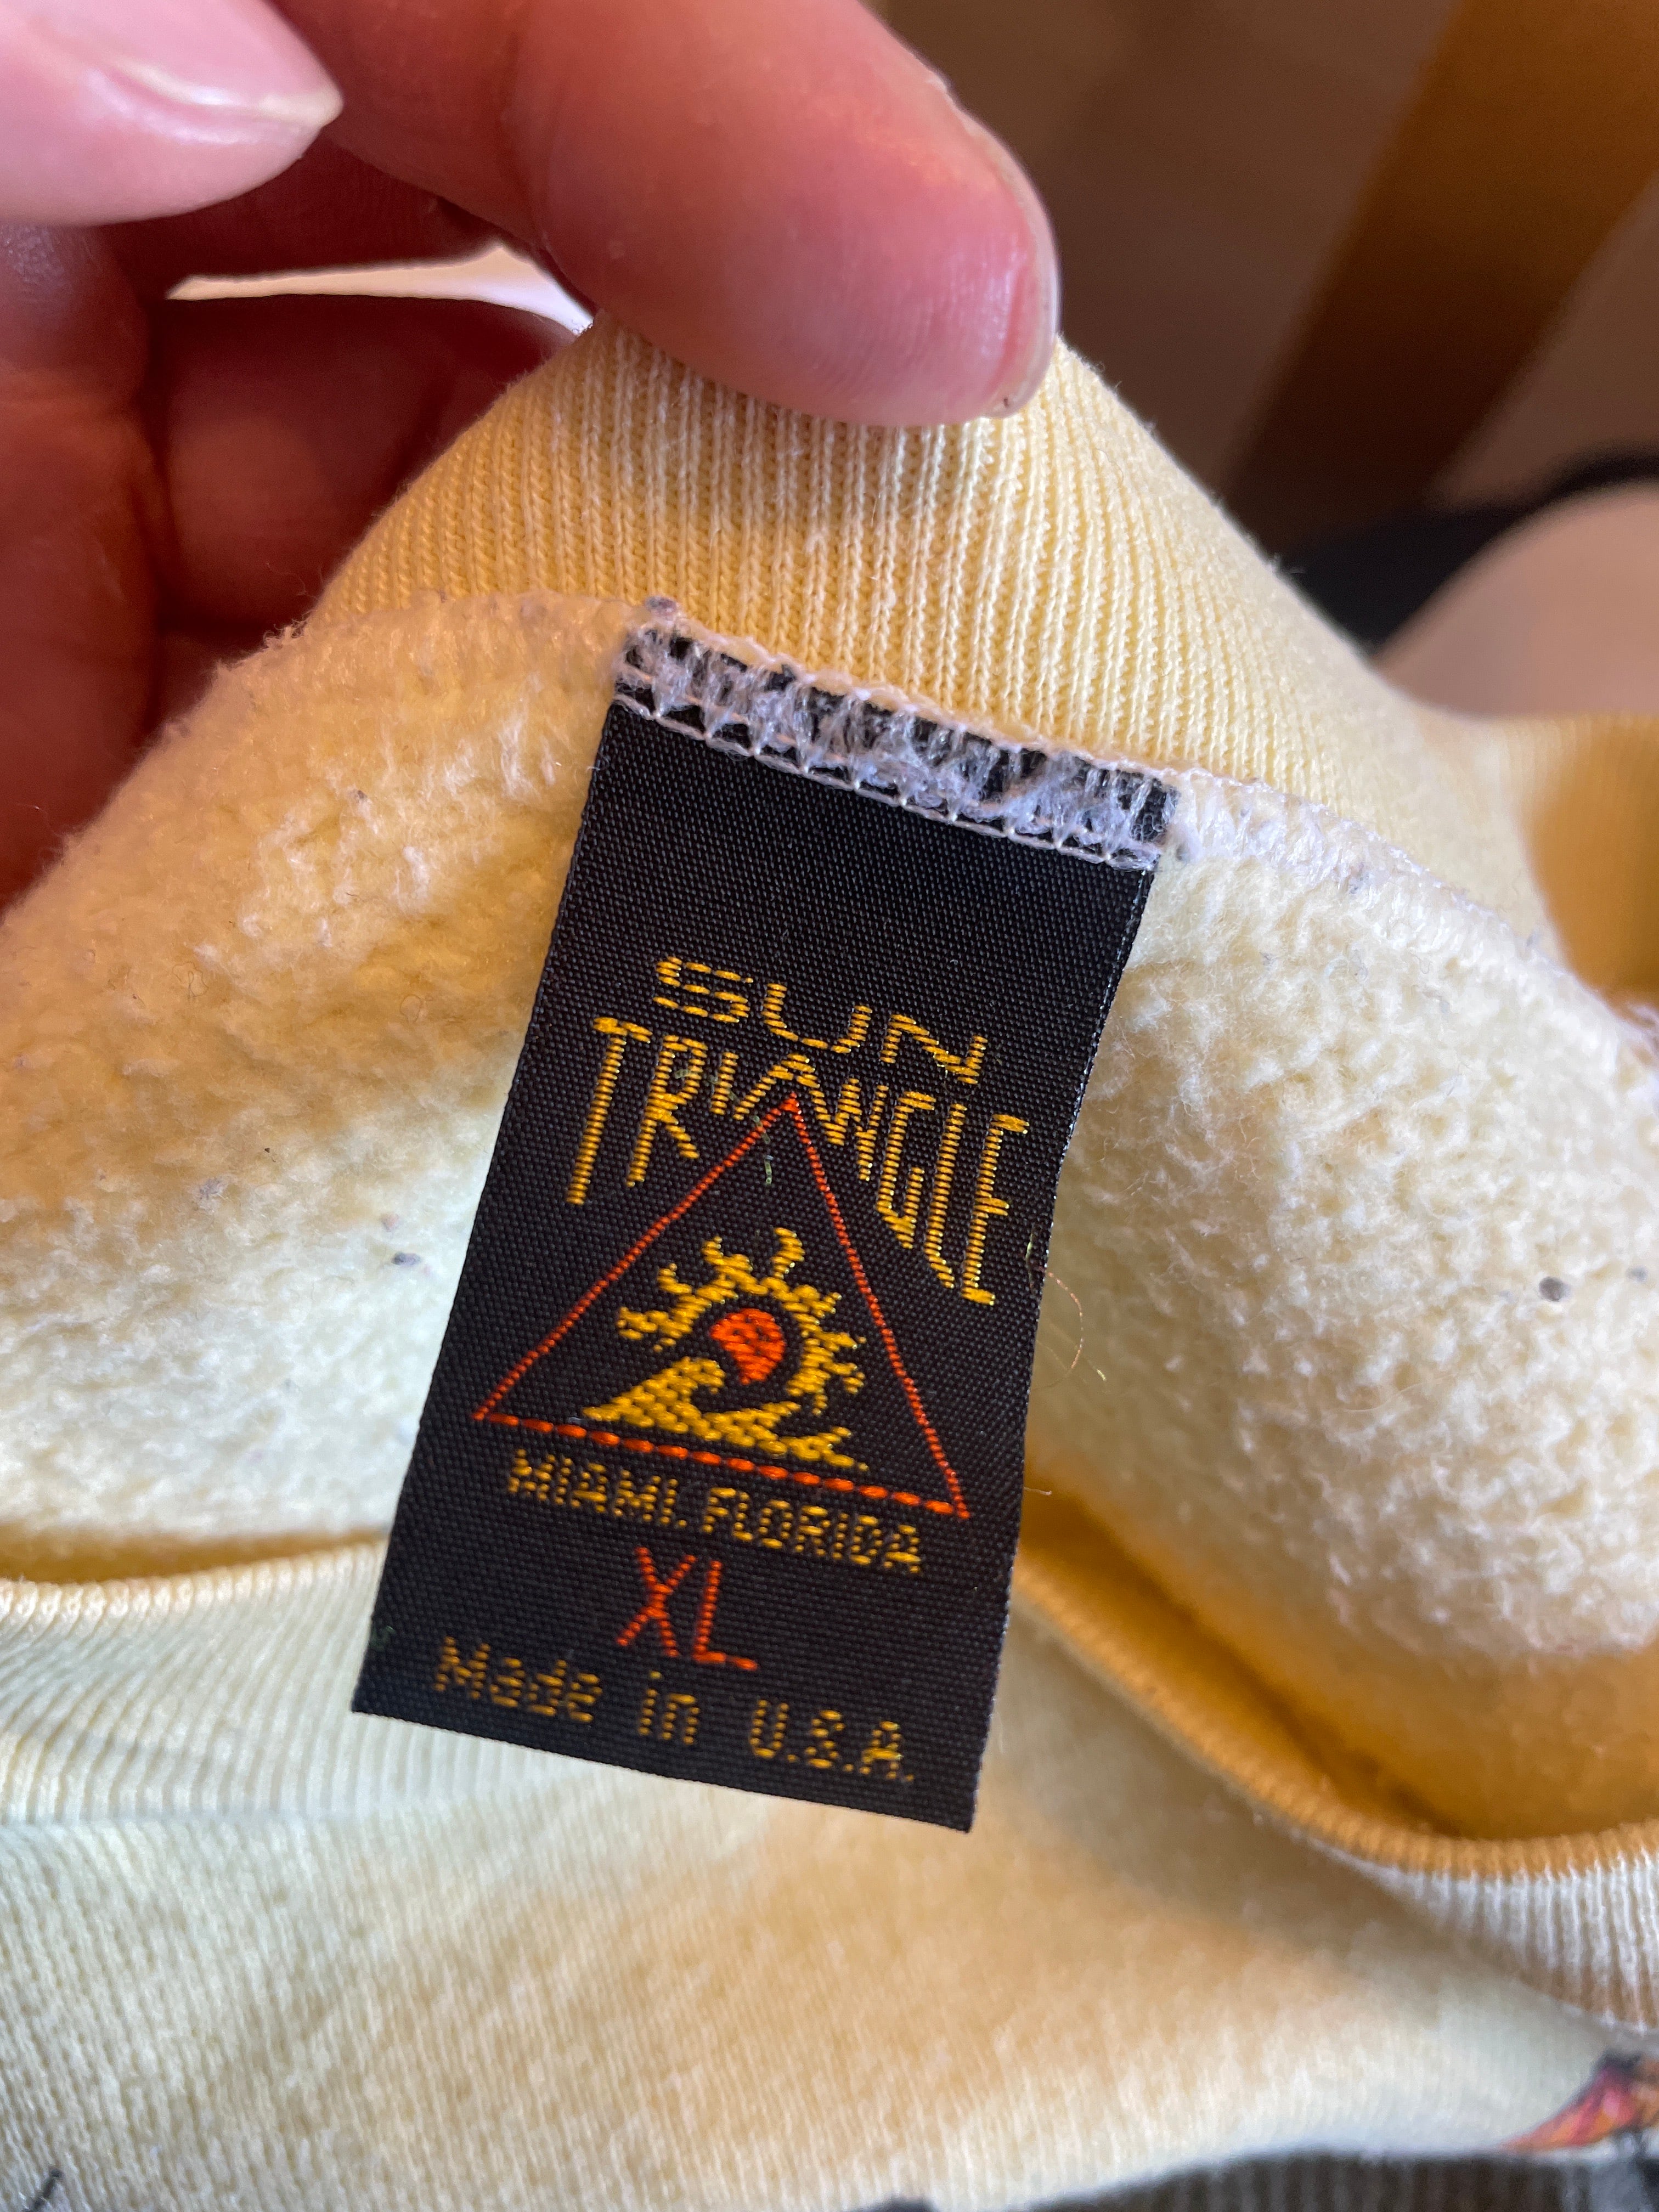 SUN
TRIANGLE
MIAMI, FLORIDA
XL
Made in U.S.A.